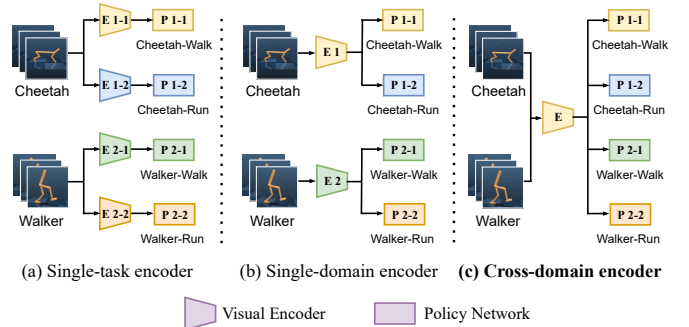 E 1-1
P 1-1
Cheetah-Walk
Cheetah
E 1-2
P 1-2
Cheetah-Run
E 2-1
P 2-1
Walker-Walk
Walker
E 2-2
P 2-2
Walker-Run
(a) Single-task encoder
P 1-1
Cheetah-Walk
E 1
Cheetah
P 1-2
Cheetah-Run
P 2-1
Walker-Walk
E 2
Walker
P 2-2
Walker-Run
(b) Single-domain encoder
P 1-1
Cheetah-Walk
Cheetah
P 1-2
Cheetah-Run
E
P 2-1
Walker-Walk
Walker
P 2-2
Walker-Run
(c) Cross-domain encoder
Visual Encoder
Policy Network